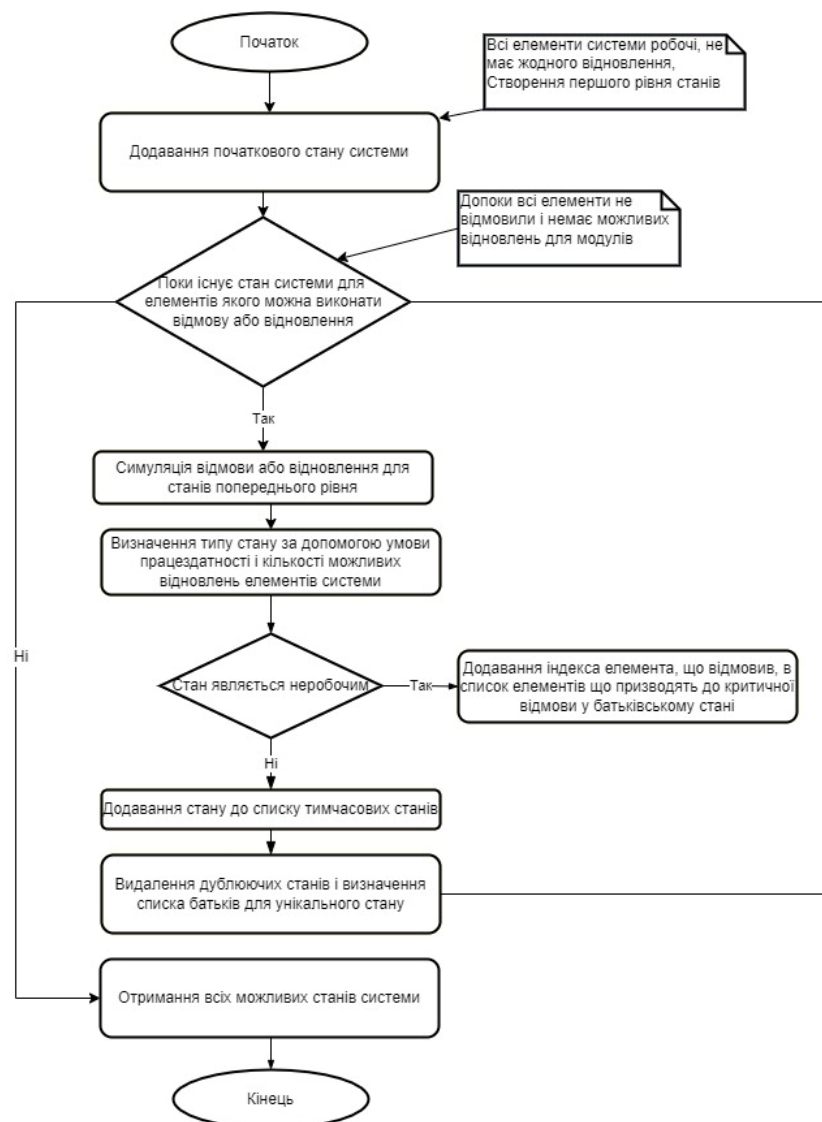 Початок
Всі елементи системи робочі, не
має жодного відновлення,
Створення першого рівня станів
Додавання початкового стану системи
Допоки всі елементи не
відмовили і немає можливих
відновлень для модулів
Поки існує стан системи для
елементів якого можна виконати
відмову або відновлення
Так
Симуляція відмови або відновлення для
станів попереднього рівня
Визначення типу стану за допомогою умови
працездатності і кількості можливих
відновлень елементів системи
Ні
Стан являється неробочим
Так
Додавання індекса елемента, що відмовив, в
список елементів що призводять до критичної
відмови у батьківському стані
Ні
Додавання стану до списку тимчасових станів
Видалення дублюючих станів і визначення
списка батьків для унікального стану
Отримання всіх можливих станів системи
Кінець